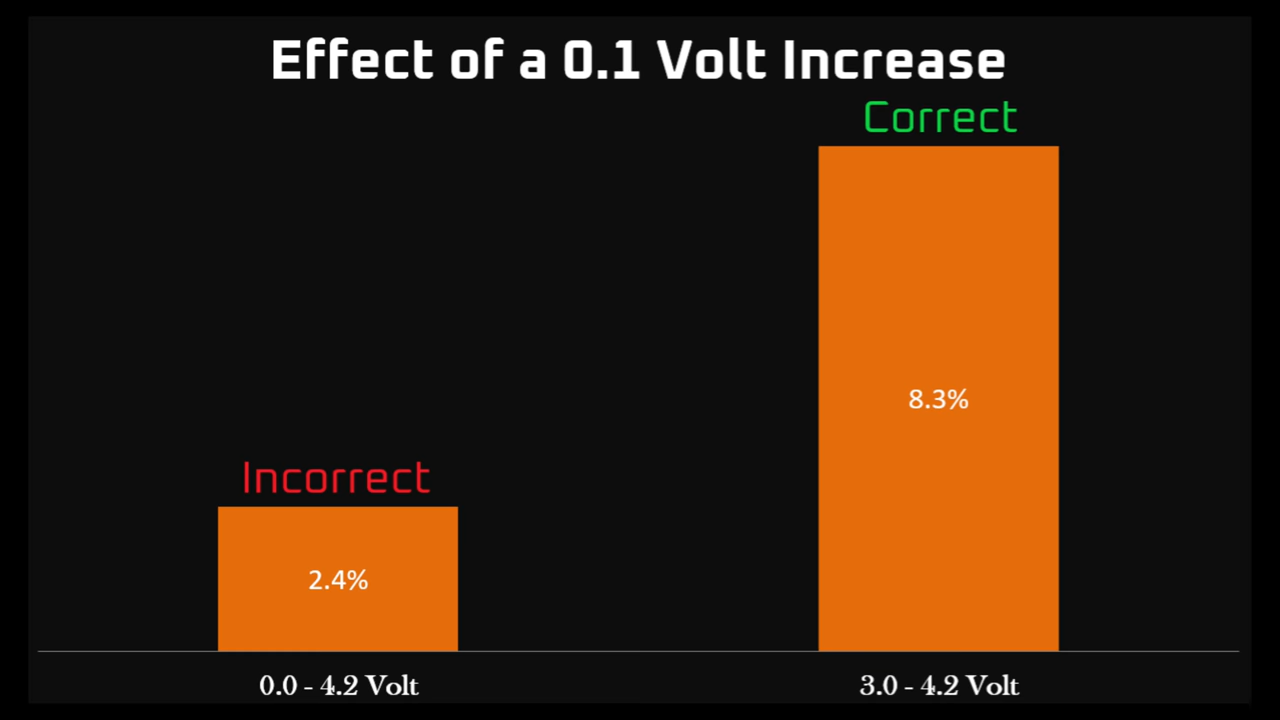 Effect of a 0.1 Volt Increase
Correct
8.3%
Incorrect
2.4%
0.0 - 4.2 Volt
3.0 - 4.2 Volt